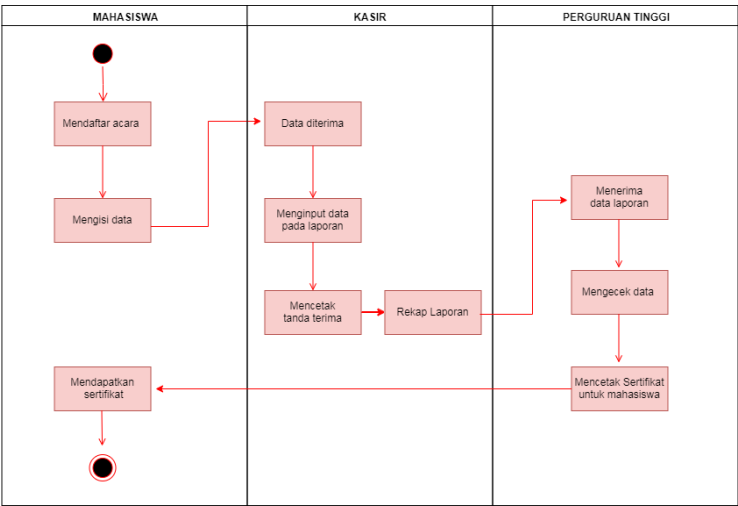 MAHASISWA
KASIR
PERGURUAN TINGGI
Mendaftar acara
Mengisi data
Data diterima
Menginput data
pada laporan
Mencetak
tanda terima
Rekap Laporan
Menerima
data laporan
Mengecek data
Mencetak Sertifikat
untuk mahasiswa
Mendapatkan
sertifikat